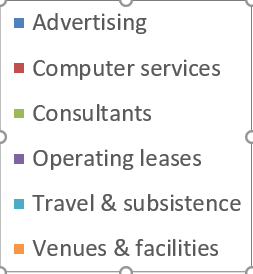 Advertising
Computer services
Consultants
Operating leases
Travel & subsistence
Venues & facilities